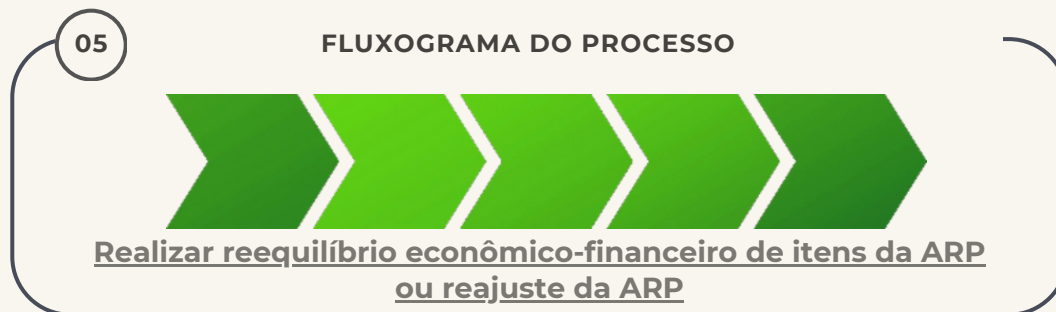 05
FLUXOGRAMA DO PROCESSO
Realizar reequilíbrio econômico-financeiro de itens da ARP
ou reajuste da ARP